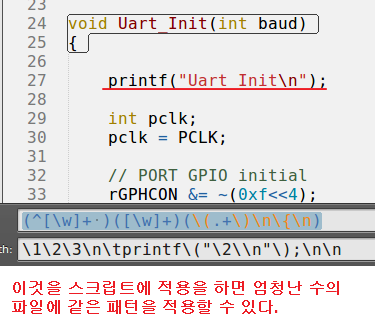 23
24 void Uart_Init(int baud)
25 {
26
27 printf("Uart Init\n");
28
29 int pclk;
30 pclk = PCLK;
31
32 // PORT GPIO initial
33 rGPHCON &= ~(0xf<<4);
(^[\w]+·)([\w]+)(\(.+\)\n\{\n)
th: \1\2\3\n\tprintf\("\2\\n"\);\n\n
이것을 스크립트에 적용을 하면 엄청난 수의
파일에 같은 패턴을 적용할 수 있다.